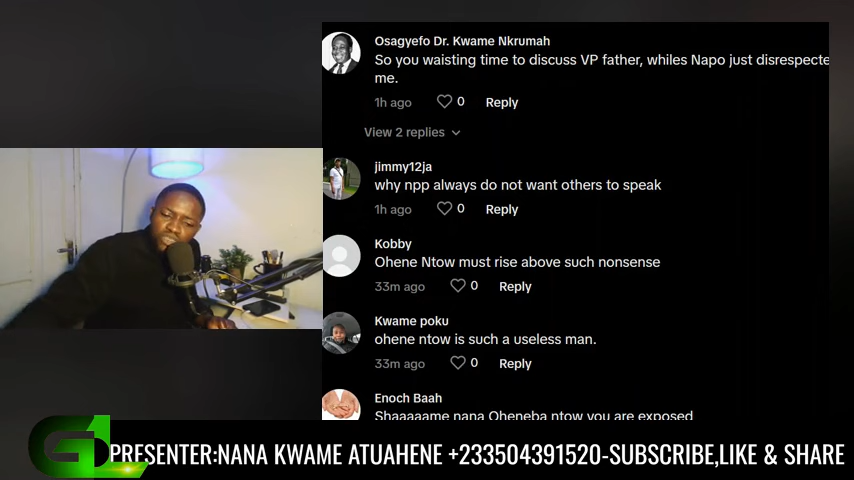 Osagyefo Dr. Kwame Nkrumah
So you waisting time to discuss VP father, whiles Napo just disrespecte
me.
1h ago 0 Reply
View 2 replies
jimmy12ja
why npp always do not want others to speak
1h ago 0 Reply
Kobby
Ohene Ntow must rise above such nonsense
33m ago 0 Reply
Kwame poku
ohene ntow is such a useless man.
33m ago 0 Reply
Enoch Baah
Shaaaaame nana Oheneba ntow you are exposed
PRESENTER:NANA KWAME ATUAHENE +233504391520-SUBSCRIBE,LIKE & SHARE